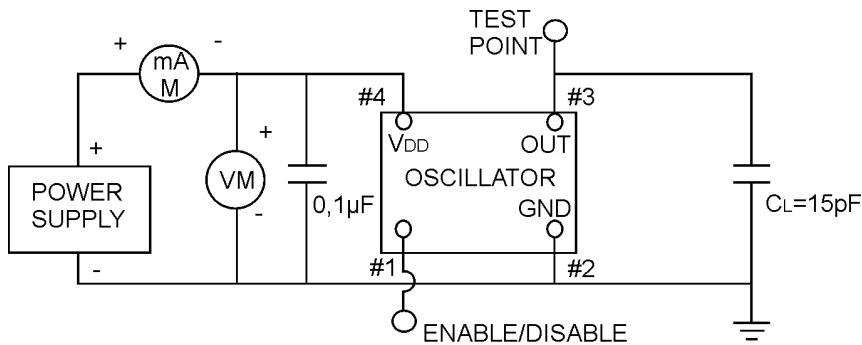 TEST
POINT
+
-
mA
M
#4
#3
+
+
VDD
OUT
POWER
SUPPLY
VM
OSCILLATOR
0,1µF
GND
CL=15pF
-
-
#1
#2
ENABLE/DISABLE